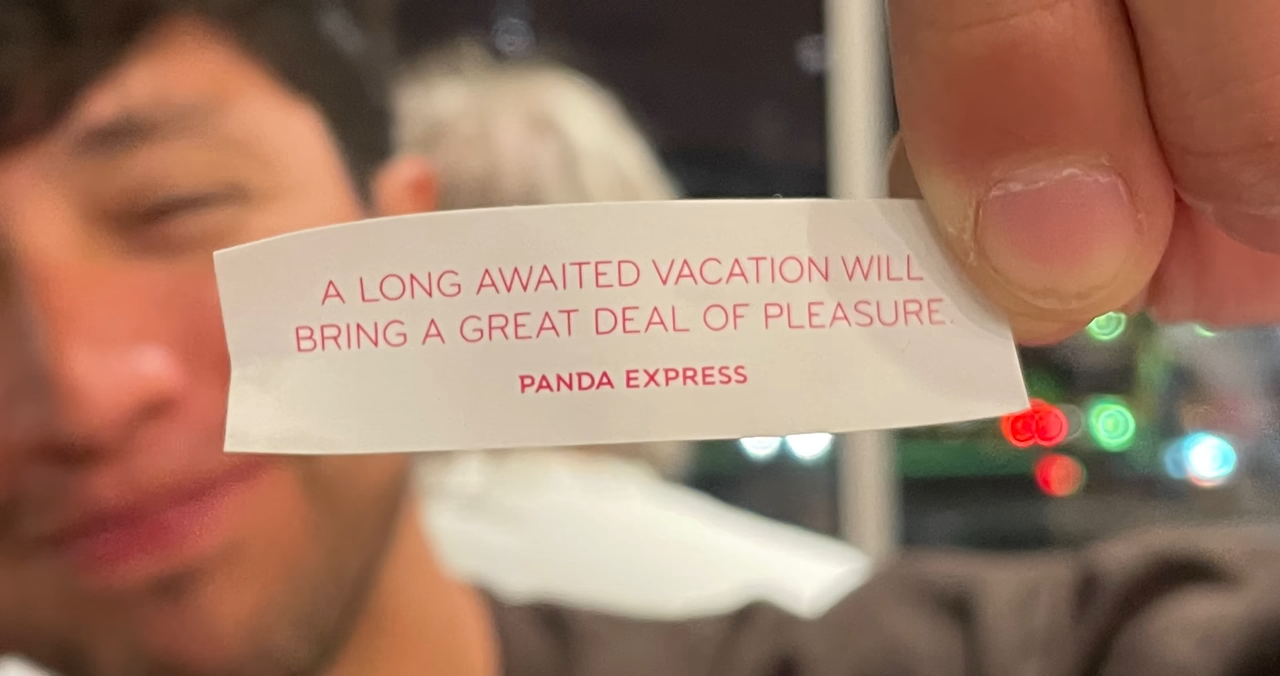 A LONG AWAITED VACATION WILL
BRING A GREAT DEAL OF PLEASURE.
PANDA EXPRESS